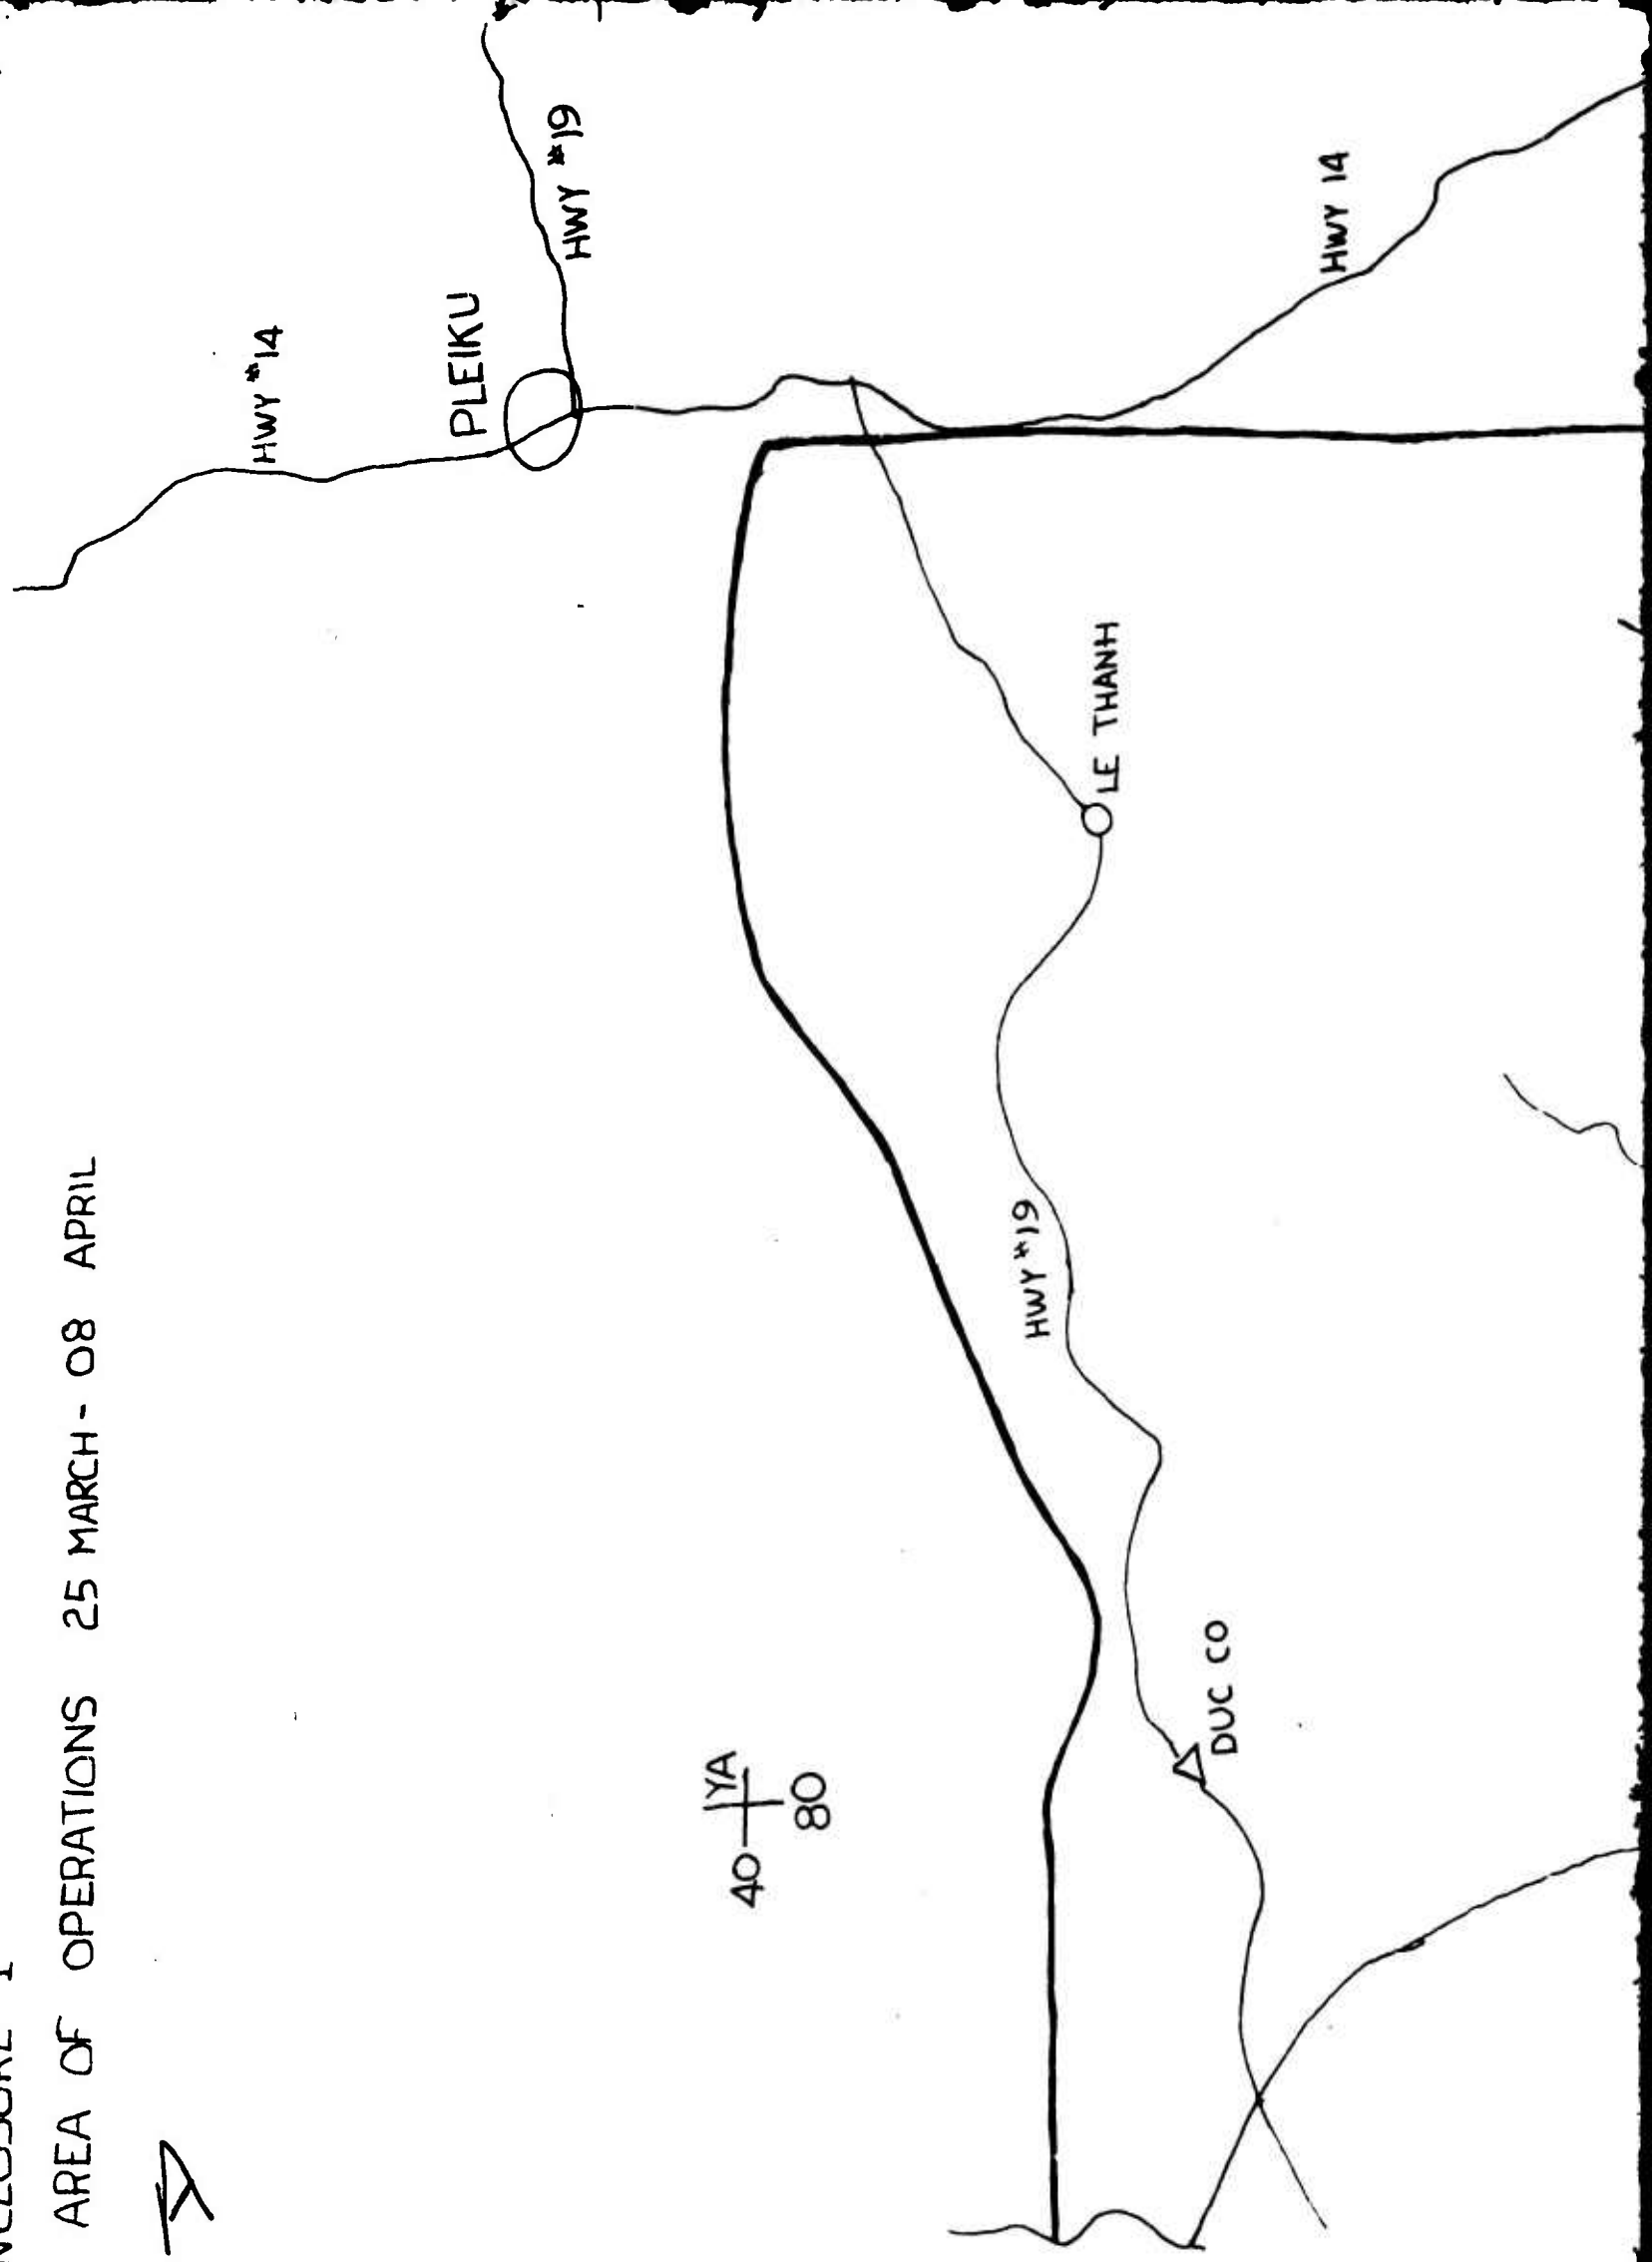 AREA OF OPERATIONS 25 MARCH - 08 APRIL
HWY #14
PLEIKU
HWY #19
40 YA
80
HWY #19
LE THANH
DUC CO
HWY 14